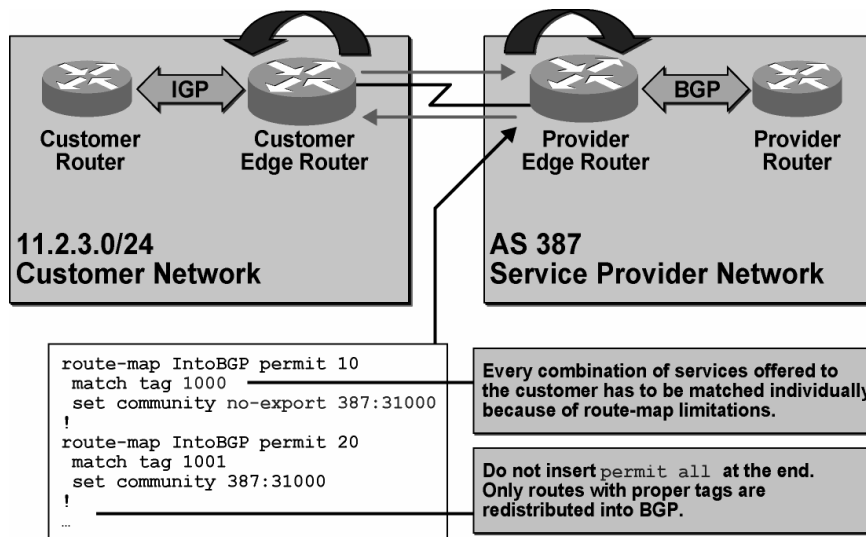 IGP
BGP
Customer
Router
Customer
Edge Router
Provider
Edge Router
Provider
Router
11.2.3.0/24
Customer Network
AS 387
Service Provider Network
route-map IntoBGP permit 10
match tag 1000
set community no-export 387:31000
!
route-map IntoBGP permit 20
match tag 1001
set community 387:31000
!
…
Every combination of services offered to
the customer has to be matched individually
because of route-map limitations.
Do not insert permit all at the end.
Only routes with proper tags are
redistributed into BGP.